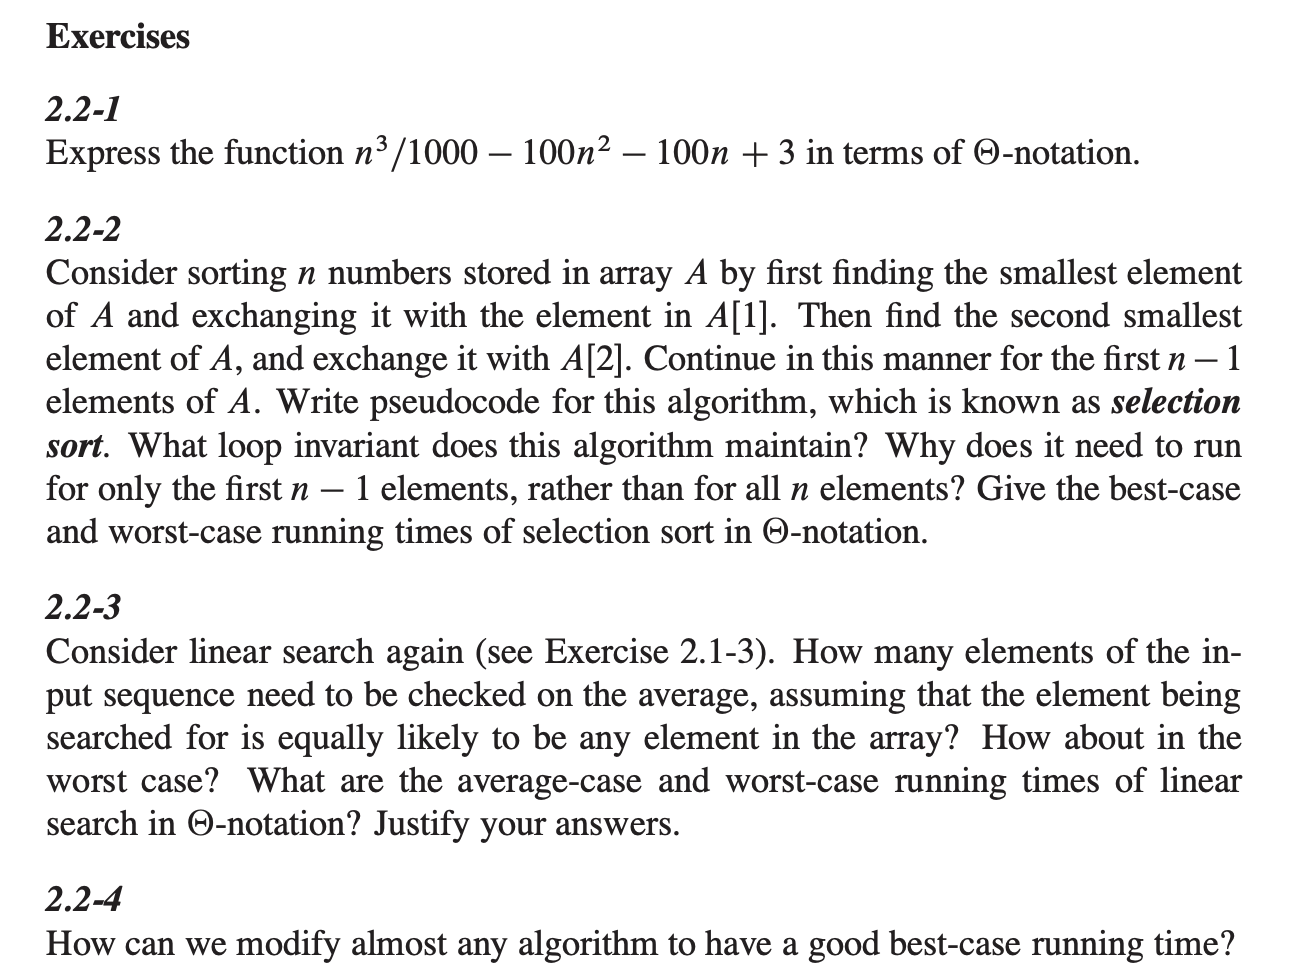 Exercises
2.2-1
Express the function n³/1000 − 100n² − 100n + 3 in terms of Θ-notation.
2.2-2
Consider sorting n numbers stored in array A by first finding the smallest element
of A and exchanging it with the element in A[1]. Then find the second smallest
element of A, and exchange it with A[2]. Continue in this manner for the first n − 1
elements of A. Write pseudocode for this algorithm, which is known as selection
sort. What loop invariant does this algorithm maintain? Why does it need to run
for only the first n − 1 elements, rather than for all n elements? Give the best-case
and worst-case running times of selection sort in Θ-notation.
2.2-3
Consider linear search again (see Exercise 2.1-3). How many elements of the in-
put sequence need to be checked on the average, assuming that the element being
searched for is equally likely to be any element in the array? How about in the
worst case? What are the average-case and worst-case running times of linear
search in Θ-notation? Justify your answers.
2.2-4
How can we modify almost any algorithm to have a good best-case running time?